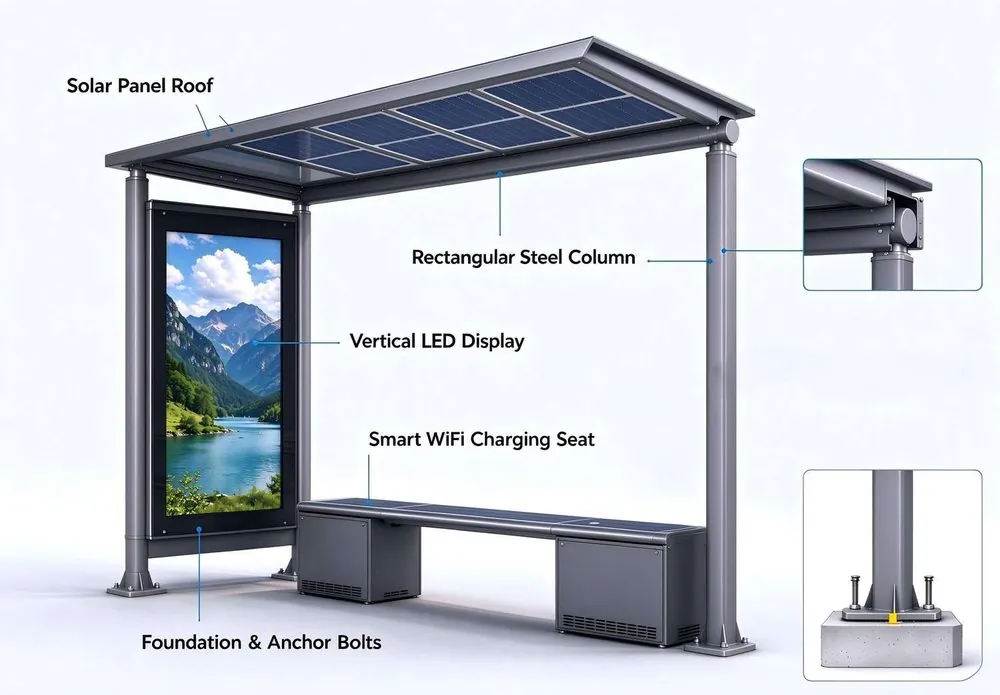 Solar Panel Roof
Rectangular Steel Column
Vertical LED Display
Smart WiFi Charging Seat
Foundation & Anchor Bolts